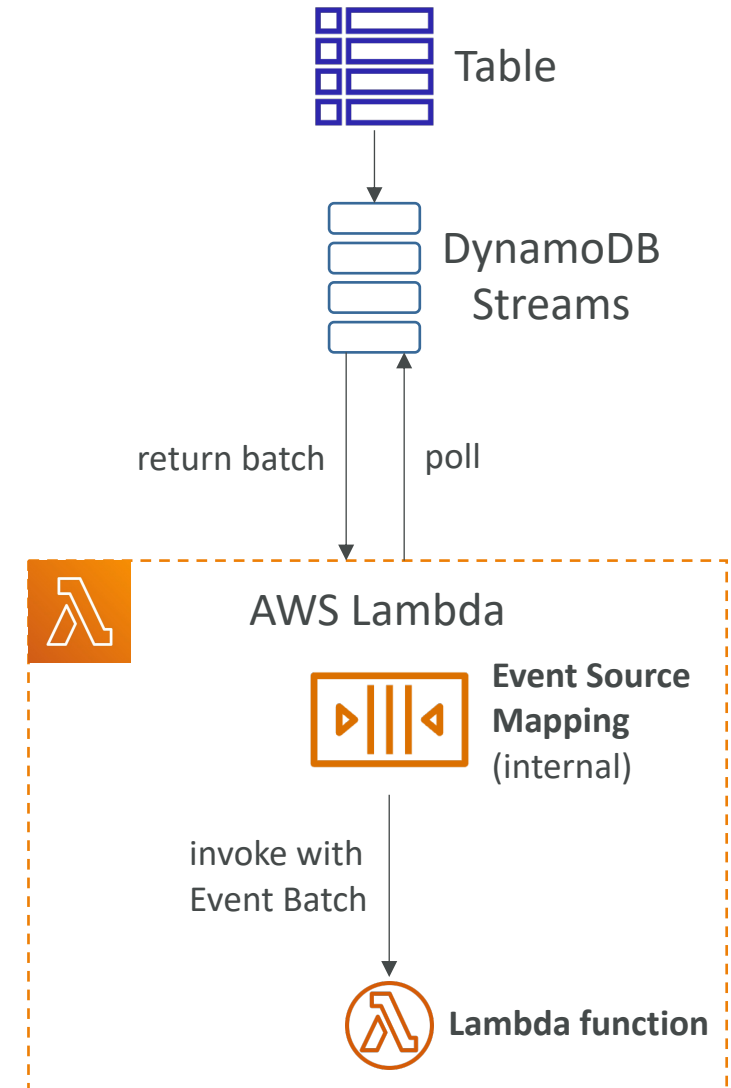 Table
DynamoDB
Streams
return batch
poll
AWS Lambda
Event Source
Mapping
(internal)
invoke with
Event Batch
Lambda function